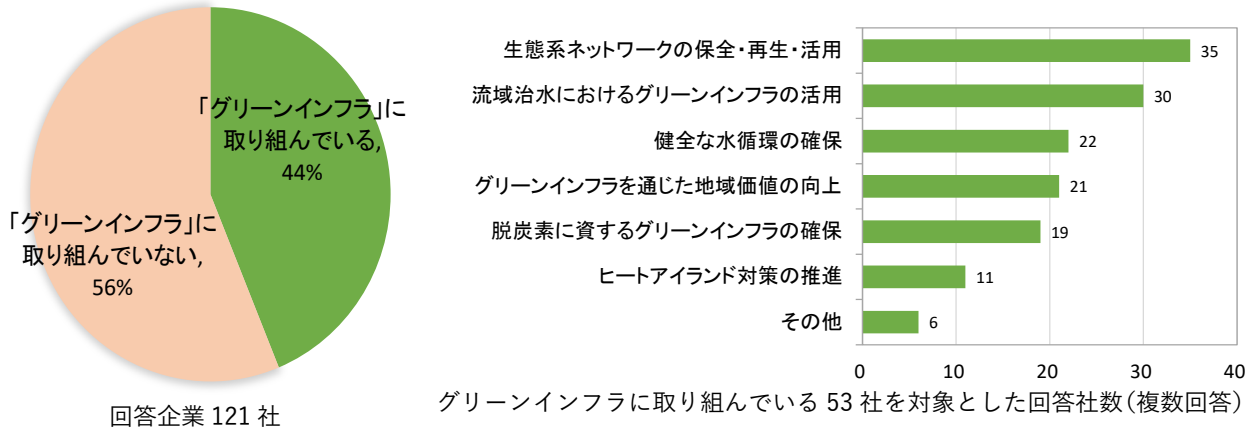 「グリーンインフラ」に
取り組んでいる,
44%
「グリーンインフラ」に
取り組んでいない,
56%
回答企業 121 社
生態系ネットワークの保全・再生・活用 35
流域治水におけるグリーンインフラの活用 30
健全な水循環の確保 22
グリーンインフラを通じた地域価値の向上 21
脱炭素に資するグリーンインフラの確保 19
ヒートアイランド対策の推進 11
その他 6
0 10 20 30 40
グリーンインフラに取り組んでいる 53 社を対象とした回答社数(複数回答)